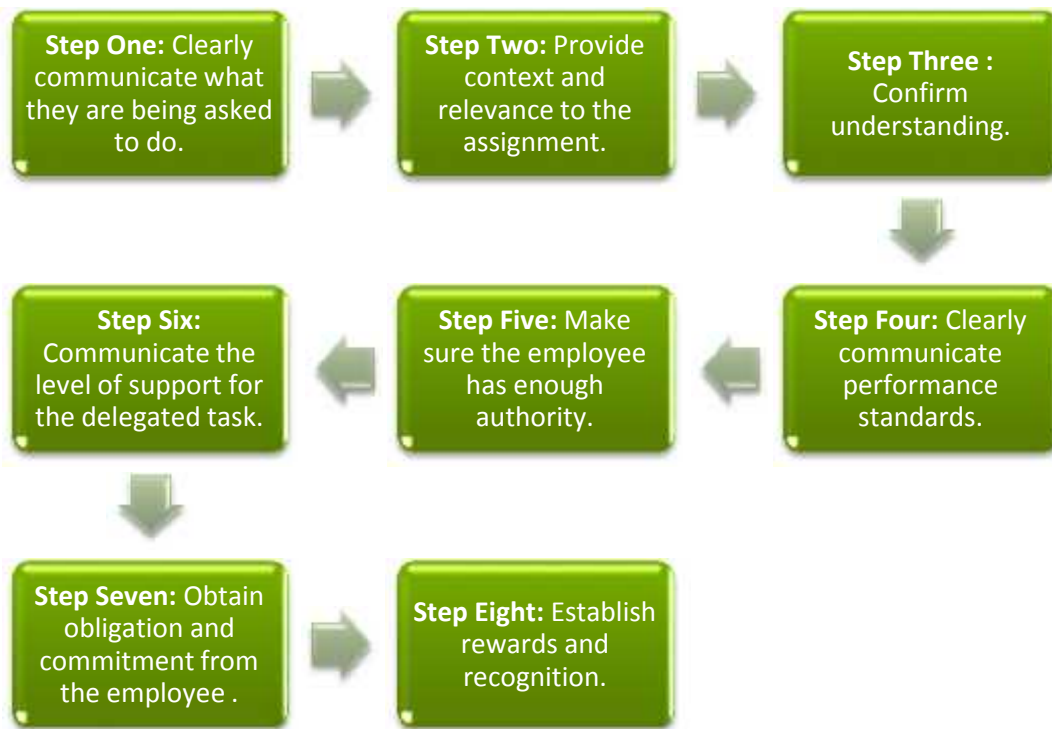 Step One: Clearly
communicate what
they are being asked
to do.
Step Two: Provide
context and
relevance to the
assignment.
Step Three :
Confirm
understanding.
Step Four: Clearly
communicate
performance
standards.
Step Five: Make
sure the employee
has enough
authority.
Step Six:
Communicate the
level of support for
the delegated task.
Step Seven: Obtain
obligation and
commitment from
the employee .
Step Eight: Establish
rewards and
recognition.